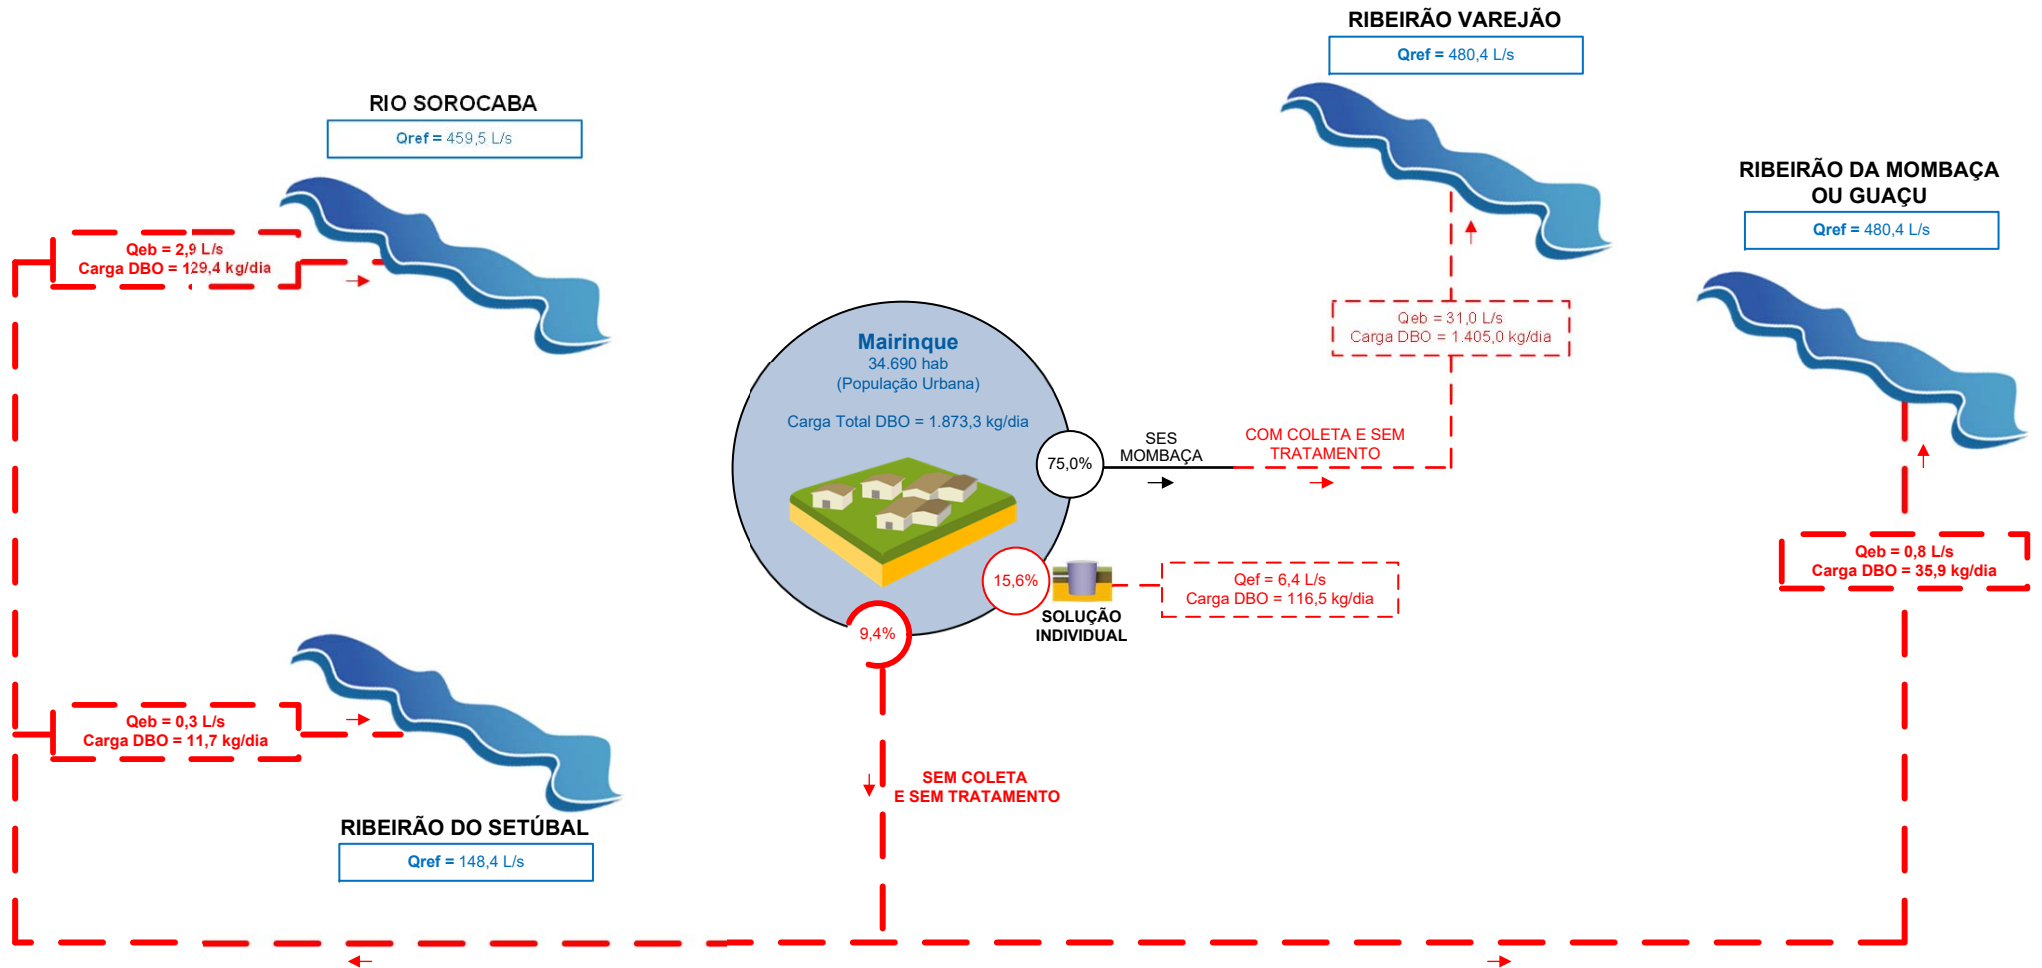 RIBEIRÃO VAREJÃO
Qref = 480,4 L/s
RIO SOROCABA
Qref = 459,5 L/s
RIBEIRÃO DA MOMBAÇA
OU GUAÇU
Qref = 480,4 L/s
Qeb = 2,9 L/s
Carga DBO = 129,4 kg/dia
Qeb = 31,0 L/s
Carga DBO = 1.405,0 kg/dia
Mairinque
34.690 hab
(População Urbana)
Carga Total DBO = 1.873,3 kg/dia
75,0%
SES
MOMBAÇA
COM COLETA E SEM
TRATAMENTO
15,6%
SOLUÇÃO
INDIVIDUAL
Qef = 6,4 L/s
Carga DBO = 116,5 kg/dia
Qeb = 0,8 L/s
Carga DBO = 35,9 kg/dia
9,4%
Qeb = 0,3 L/s
Carga DBO = 11,7 kg/dia
SEM COLETA
E SEM TRATAMENTO
RIBEIRÃO DO SETÚBAL
Qref = 148,4 L/s